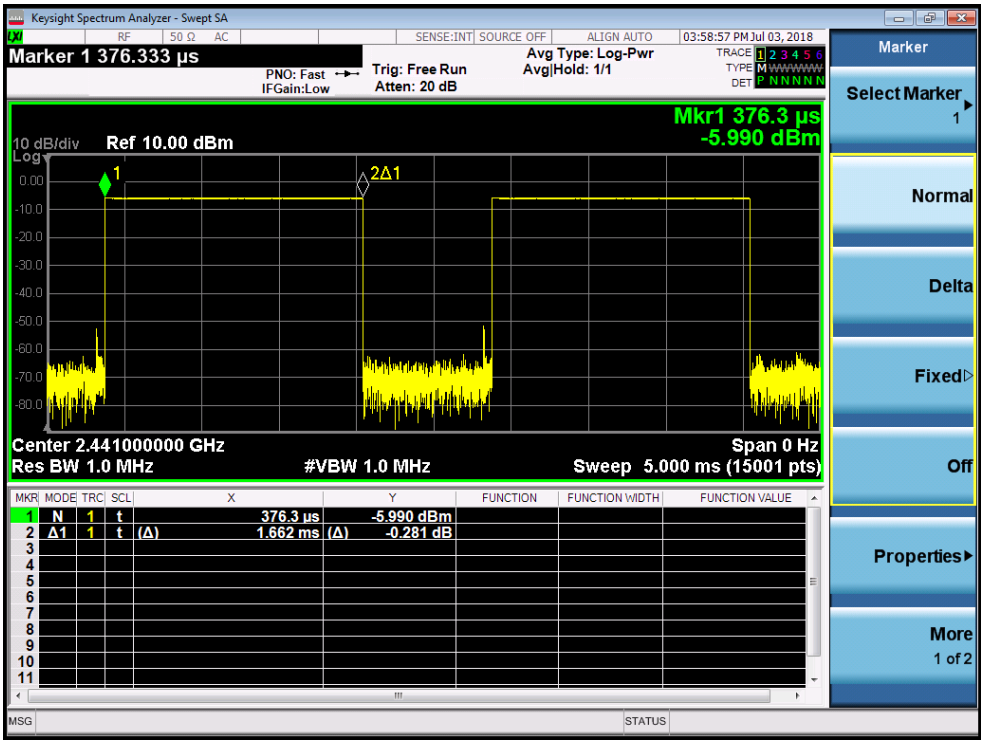 Keysight Spectrum Analyzer - Swept SA
LXI RF 50 Ω AC SENSE:INT SOURCE OFF ALIGN AUTO 03:58:57 PM Jul 03, 2018
Marker 1 376.333 µs
PNO: Fast
IFGain:Low
Trig: Free Run
Atten: 20 dB
Avg Type: Log-Pwr
Avg|Hold: 1/1
TRACE 1 2 3 4 5 6
TYPE M WWWWW
DET P N N N N N
Mkr1 376.3 µs
-5.990 dBm
10 dB/div Ref 10.00 dBm
Log
1
2Δ1
0.00
-10.0
-20.0
-30.0
-40.0
-50.0
-60.0
-70.0
-80.0
Center 2.441000000 GHz Span 0 Hz
Res BW 1.0 MHz #VBW 1.0 MHz Sweep 5.000 ms (15001 pts)
MKR MODE TRC SCL X Y FUNCTION FUNCTION WIDTH FUNCTION VALUE
1 N 1 t 376.3 µs -5.990 dBm
2 Δ1 1 t (Δ) 1.662 ms (Δ) -0.281 dB
3
4
5
6
7
8
9
10
11
MSG STATUS
Marker
Select Marker
1
Normal
Delta
Fixed
Off
Properties
More
1 of 2